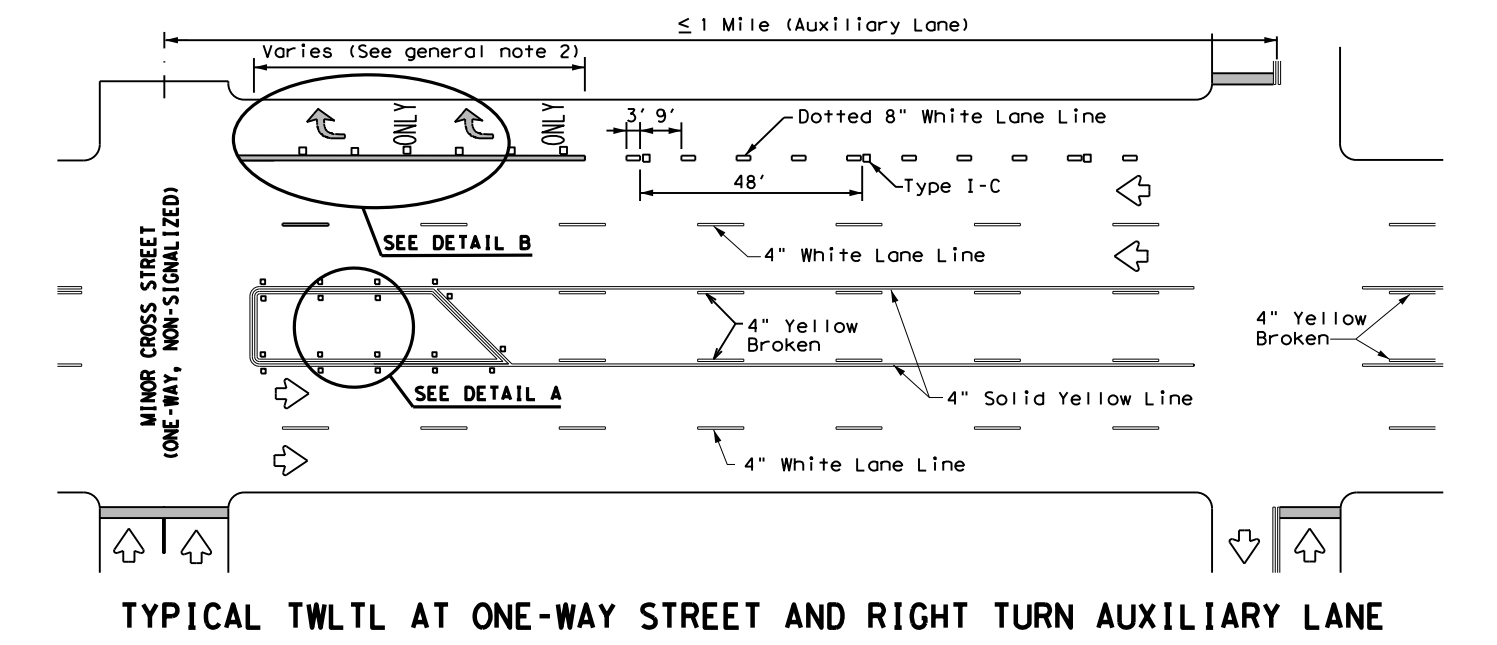 ≤ 1 Mile (Auxiliary Lane)
Varies (See general note 2)
ONLY
ONLY
3' 9'
Dotted 8" White Lane Line
48'
Type I-C
SEE DETAIL B
4" White Lane Line
MINOR CROSS STREET
(ONE-WAY, NON-SIGNALIZED)
4" Yellow
Broken
4" Yellow
Broken
SEE DETAIL A
4" Solid Yellow Line
4" White Lane Line
TYPICAL TWLTL AT ONE-WAY STREET AND RIGHT TURN AUXILIARY LANE